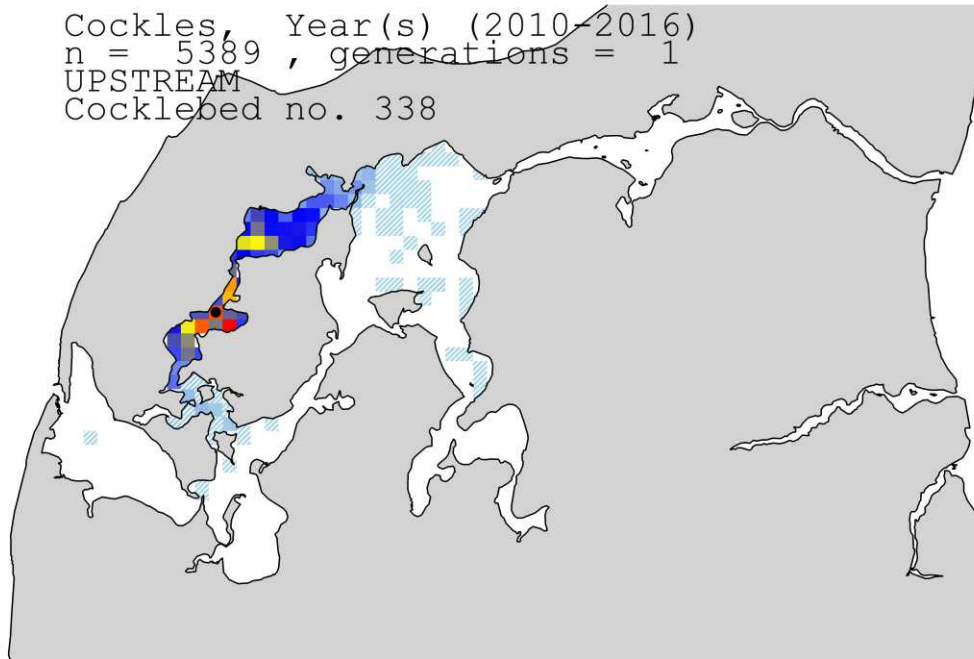 Cockles, Year(s) (2010-2016)
n = 5389 , generations = 1
UPSTREAM
Cocklebed no. 338